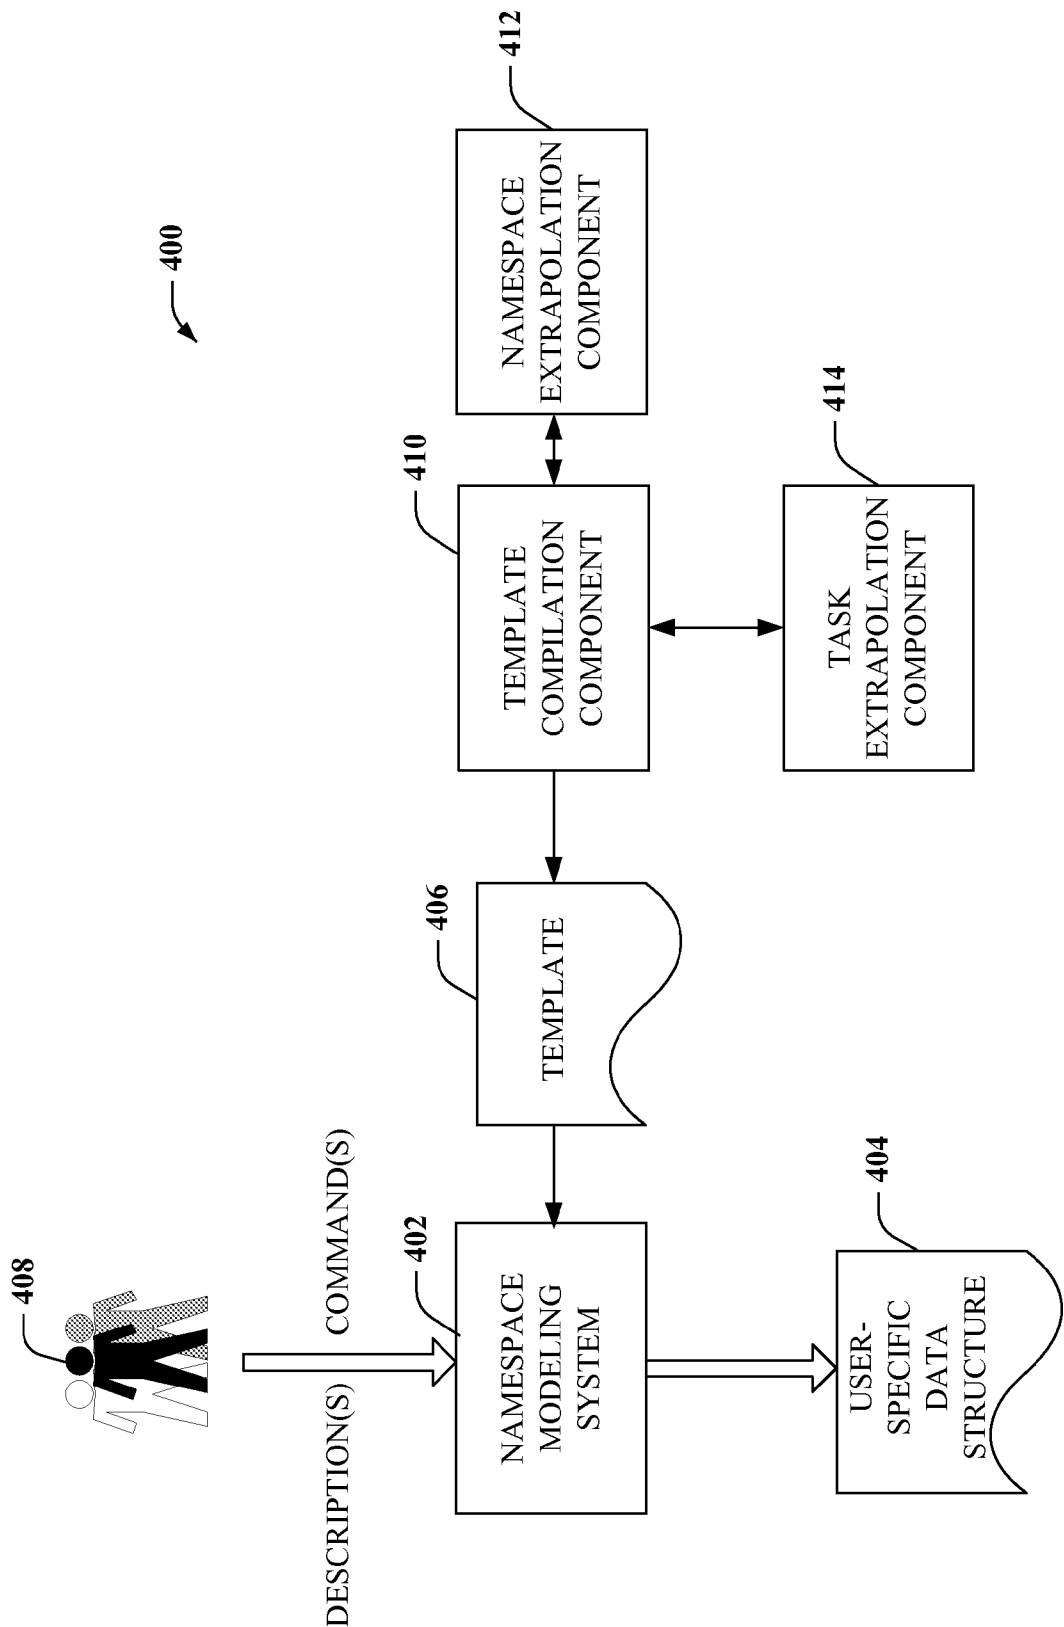 400
408
DESCRIPTION(S)
COMMAND(S)
402
NAMESPACE
MODELING
SYSTEM
406
TEMPLATE
410
TEMPLATE
COMPILATION
COMPONENT
412
NAMESPACE
EXTRAPOLATION
COMPONENT
404
USER-
SPECIFIC
DATA
STRUCTURE
414
TASK
EXTRAPOLATION
COMPONENT